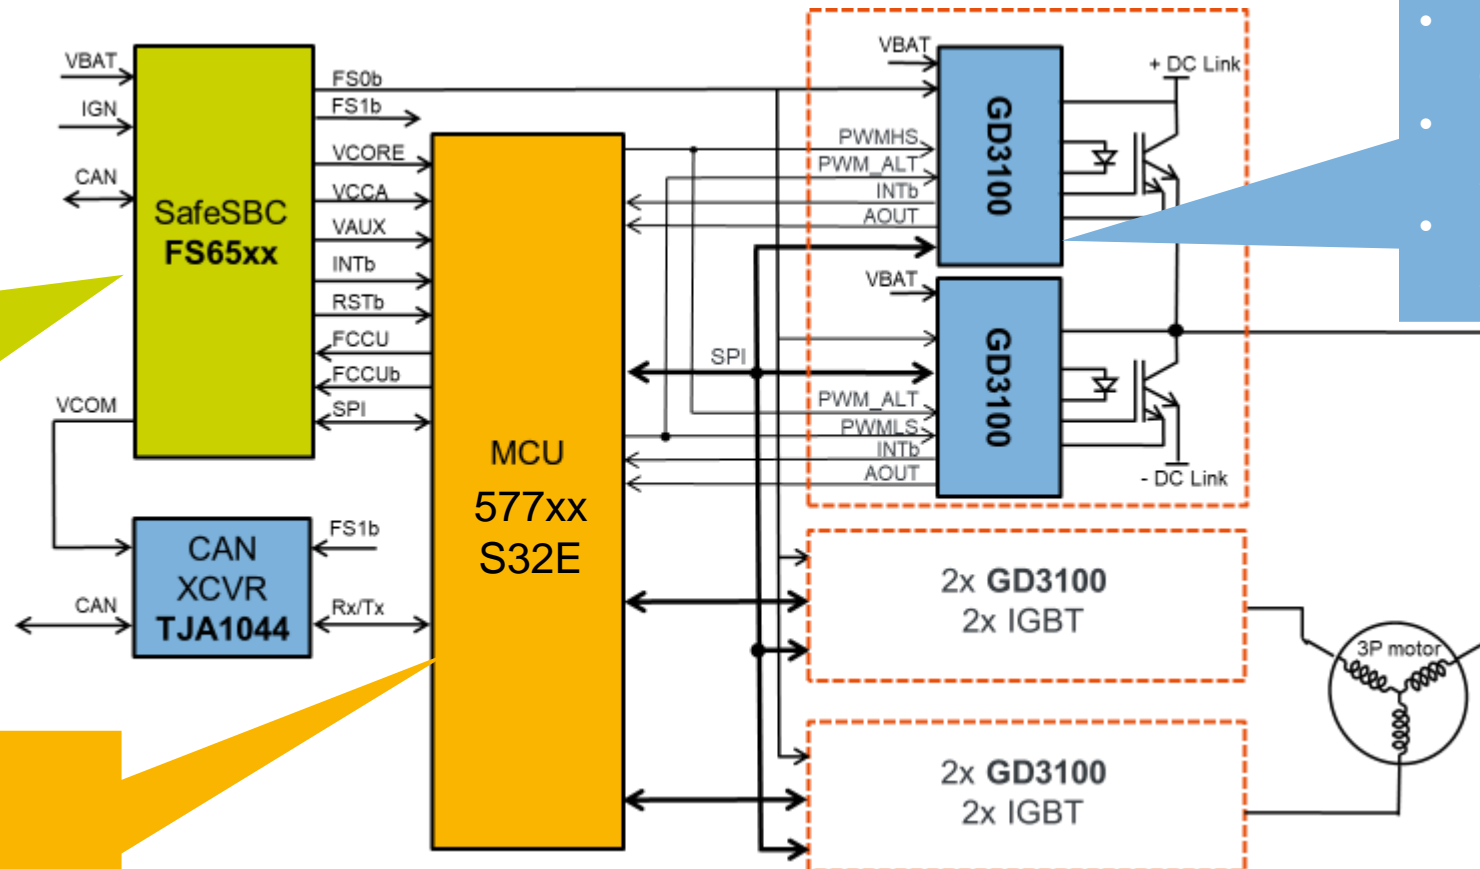 VBAT
IGN
CAN
SafeSBC
FS65xx
FS0b
FS1b
VCORE
VCCA
VAUX
INTb
RSTb
FCCU
FCCUb
SPI
VCOM
CAN
XCVR
TJA1044
FS1b
CAN
Rx/Tx
MCU
577xx
S32E
VBAT
PWMHS
PWM_ALT
INTb
AOUT
GD3100
+ DC Link
VBAT
SPI
PWM_ALT
PWMLS
INTb
AOUT
GD3100
- DC Link
2x GD3100
2x IGBT
2x GD3100
2x IGBT
3P motor